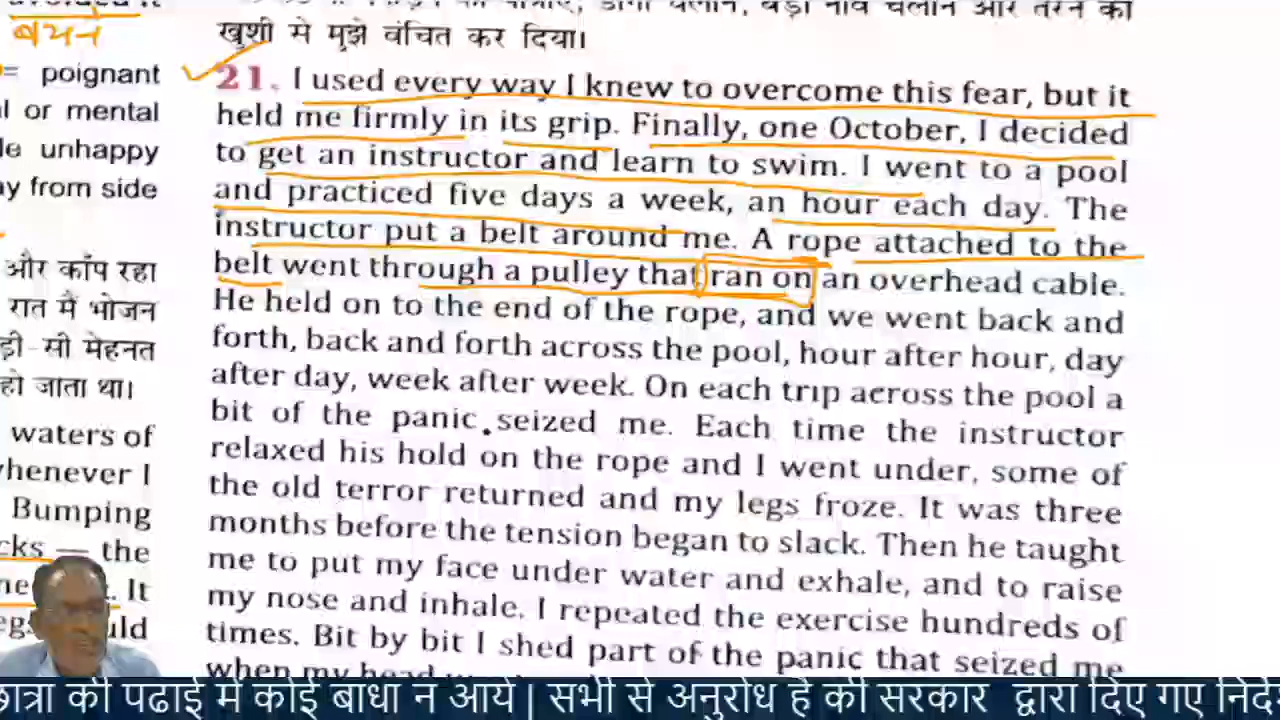 बचने
= poignant
or mental
unhappy
from side
और काँप रहा
रात में भोजन
सी मेहनत
हो जाता था।
waters of
whenever I
Bumping
— the
It
चलाने, बड़ी नाव चलाने और तैरने की
खुशी मे मुझे वंचित कर दिया।
21. I used every way I knew to overcome this fear, but it
held me firmly in its grip. Finally, one October, I decided
to get an instructor and learn to swim. I went to a pool
and practiced five days a week, an hour each day. The
instructor put a belt around me. A rope attached to the
belt went through a pulley that ran on an overhead cable.
He held on to the end of the rope, and we went back and
forth, back and forth across the pool, hour after hour, day
after day, week after week. On each trip across the pool a
bit of the panic seized me. Each time the instructor
relaxed his hold on the rope and I went under, some of
the old terror returned and my legs froze. It was three
months before the tension began to slack. Then he taught
me to put my face under water and exhale, and to raise
my nose and inhale. I repeated the exercise hundreds of
times. Bit by bit I shed part of the panic that seized me
when my head
छात्रा की पढाई में कोई बाधा न आये | सभी से अनुरोध है की सरकार द्वारा दिए गए